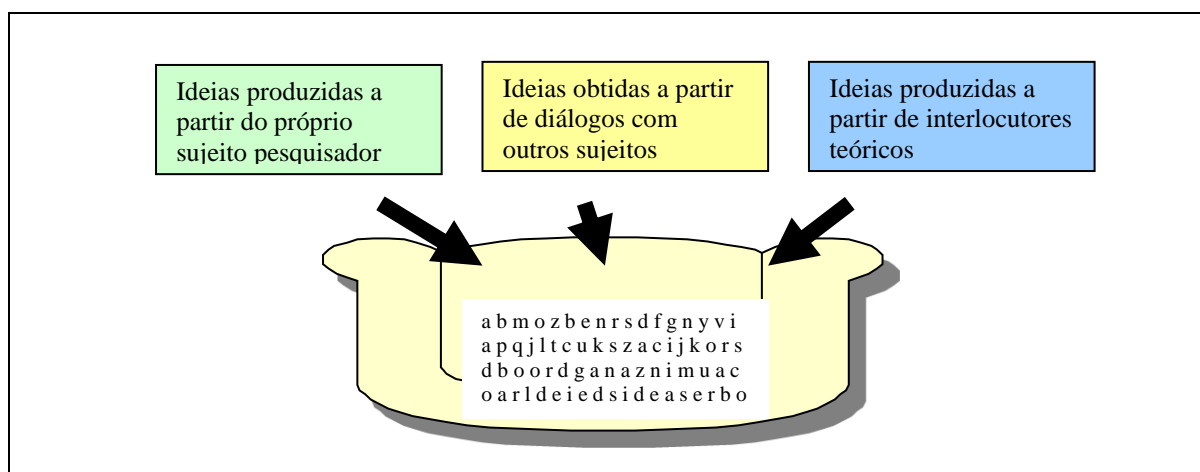 Ideias produzidas a
partir do próprio
sujeito pesquisador
Ideias obtidas a partir
de diálogos com
outros sujeitos
Ideias produzidas a
partir de interlocutores
teóricos
a b m o z b e n r s d f g n y v i
a p q j l t c u k s z a c i j k o r s
d b o o r d g a n a z n i m u a c
o a r l d e i e d s i d e a s e r b o